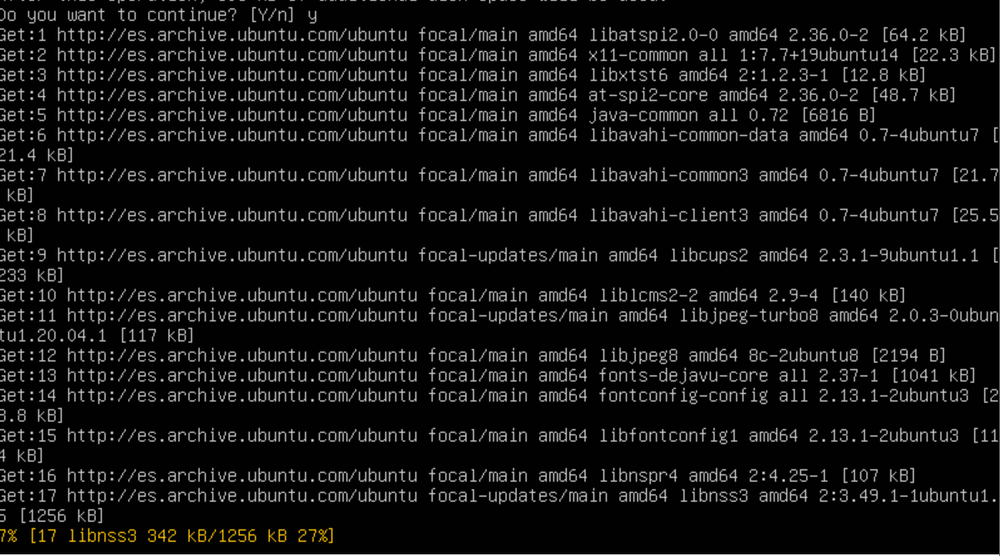 Do you want to continue? [Y/n] y
Get:1 http://es.archive.ubuntu.com/ubuntu focal/main amd64 libatspi2.0-0 amd64 2.36.0-2 [64.2 kB]
Get:2 http://es.archive.ubuntu.com/ubuntu focal/main amd64 x11-common all 1:7.7+19ubuntu14 [22.3 kB]
Get:3 http://es.archive.ubuntu.com/ubuntu focal/main amd64 libxtst6 amd64 2:1.2.3-1 [12.8 kB]
Get:4 http://es.archive.ubuntu.com/ubuntu focal/main amd64 at-spi2-core amd64 2.36.0-2 [48.7 kB]
Get:5 http://es.archive.ubuntu.com/ubuntu focal/main amd64 java-common all 0.72 [6816 B]
Get:6 http://es.archive.ubuntu.com/ubuntu focal/main amd64 libavahi-common-data amd64 0.7-4ubuntu7 [
21.4 kB]
Get:7 http://es.archive.ubuntu.com/ubuntu focal/main amd64 libavahi-common3 amd64 0.7-4ubuntu7 [21.7
kB]
Get:8 http://es.archive.ubuntu.com/ubuntu focal/main amd64 libavahi-client3 amd64 0.7-4ubuntu7 [25.5
kB]
Get:9 http://es.archive.ubuntu.com/ubuntu focal-updates/main amd64 libcups2 amd64 2.3.1-9ubuntu1.1 [
233 kB]
Get:10 http://es.archive.ubuntu.com/ubuntu focal/main amd64 liblcms2-2 amd64 2.9-4 [140 kB]
Get:11 http://es.archive.ubuntu.com/ubuntu focal-updates/main amd64 libjpeg-turbo8 amd64 2.0.3-0ubun
tu1.20.04.1 [117 kB]
Get:12 http://es.archive.ubuntu.com/ubuntu focal/main amd64 libjpeg8 amd64 8c-2ubuntu8 [2194 B]
Get:13 http://es.archive.ubuntu.com/ubuntu focal/main amd64 fonts-dejavu-core all 2.37-1 [1041 kB]
Get:14 http://es.archive.ubuntu.com/ubuntu focal/main amd64 fontconfig-config all 2.13.1-2ubuntu3 [2
8.8 kB]
Get:15 http://es.archive.ubuntu.com/ubuntu focal/main amd64 libfontconfig1 amd64 2.13.1-2ubuntu3 [11
4 kB]
Get:16 http://es.archive.ubuntu.com/ubuntu focal/main amd64 libnspr4 amd64 2:4.25-1 [107 kB]
Get:17 http://es.archive.ubuntu.com/ubuntu focal-updates/main amd64 libnss3 amd64 2:3.49.1-1ubuntu1.
5 [1256 kB]
7% [17 libnss3 342 kB/1256 kB 27%]